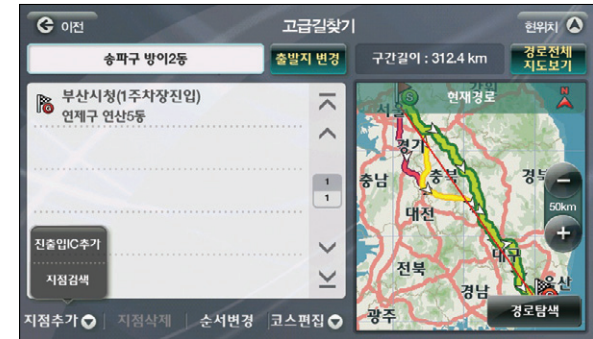 이전
고급길찾기
현위치
송파구 방이2동
출발지 변경
구간길이 : 312.4 km
경로전체
지도보기
부산시청(1주차장진입)
연제구 연산5동
1
1
진출입IC추가
지점검색
지점추가
지점삭제
순서변경
코스편집
현재경로
N
서울
경기
충남
충북
대전
경북
50km
대구
전북
경남
광주
경로탐색